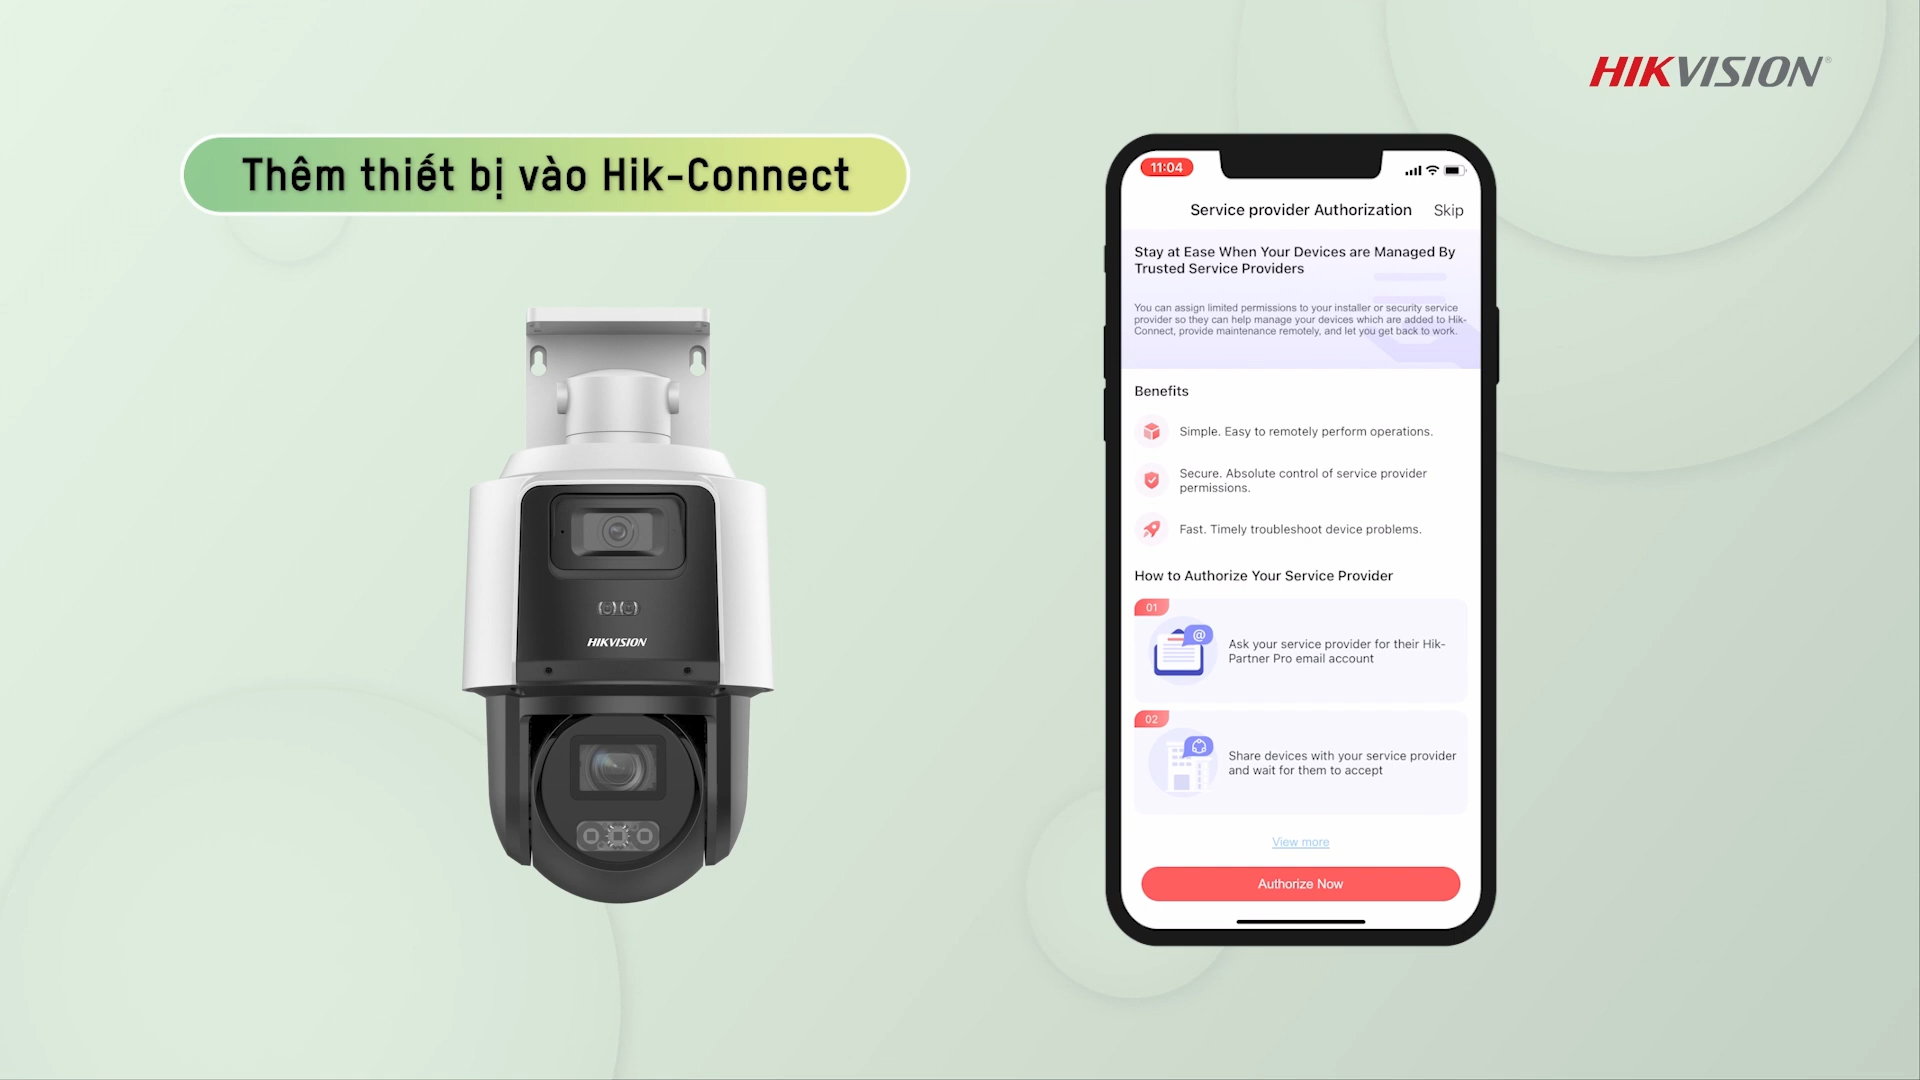 HIKVISION®
Thêm thiết bị vào Hik-Connect
HIKVISION
11:04
Service provider Authorization
Skip
Stay at Ease When Your Devices are Managed By
Trusted Service Providers
You can assign limited permissions to your installer or security service
provider so they can help manage your devices which are added to Hik-
Connect, provide maintenance remotely, and let you get back to work.
Benefits
Simple. Easy to remotely perform operations.
Secure. Absolute control of service provider
permissions.
Fast. Timely troubleshoot device problems.
How to Authorize Your Service Provider
01
@
Ask your service provider for their Hik-
Partner Pro email account
02
Share devices with your service provider
and wait for them to accept
View more
Authorize Now